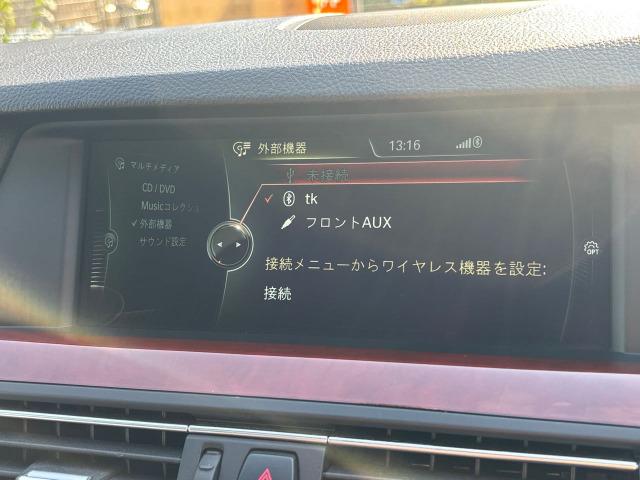 外部機器
13:16
マルチメディア
CD / DVD
Musicコレクション
外部機器
サウンド設定
未接続
tk
フロントAUX
接続メニューからワイヤレス機器を設定:
接続
OPT